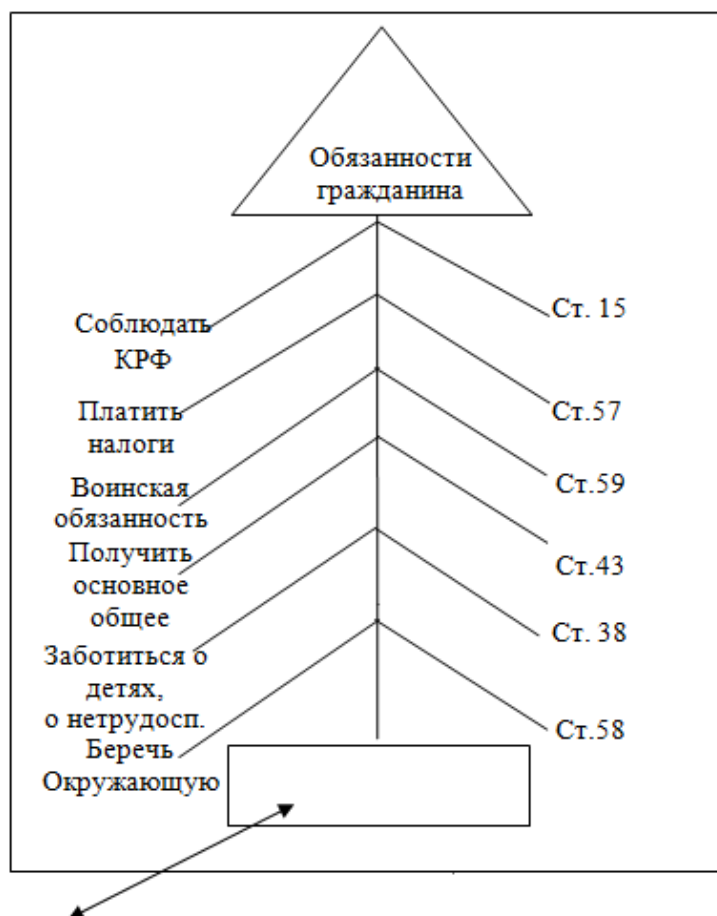 Обязанности
гражданина
Соблюдать
КРФ
Ст. 15
Платить
налоги
Ст.57
Воинская
обязанность
Ст.59
Получить
основное
общее
Ст.43
Заботиться о
детях,
о нетрудосп.
Ст. 38
Беречь
Окружающую
Ст.58